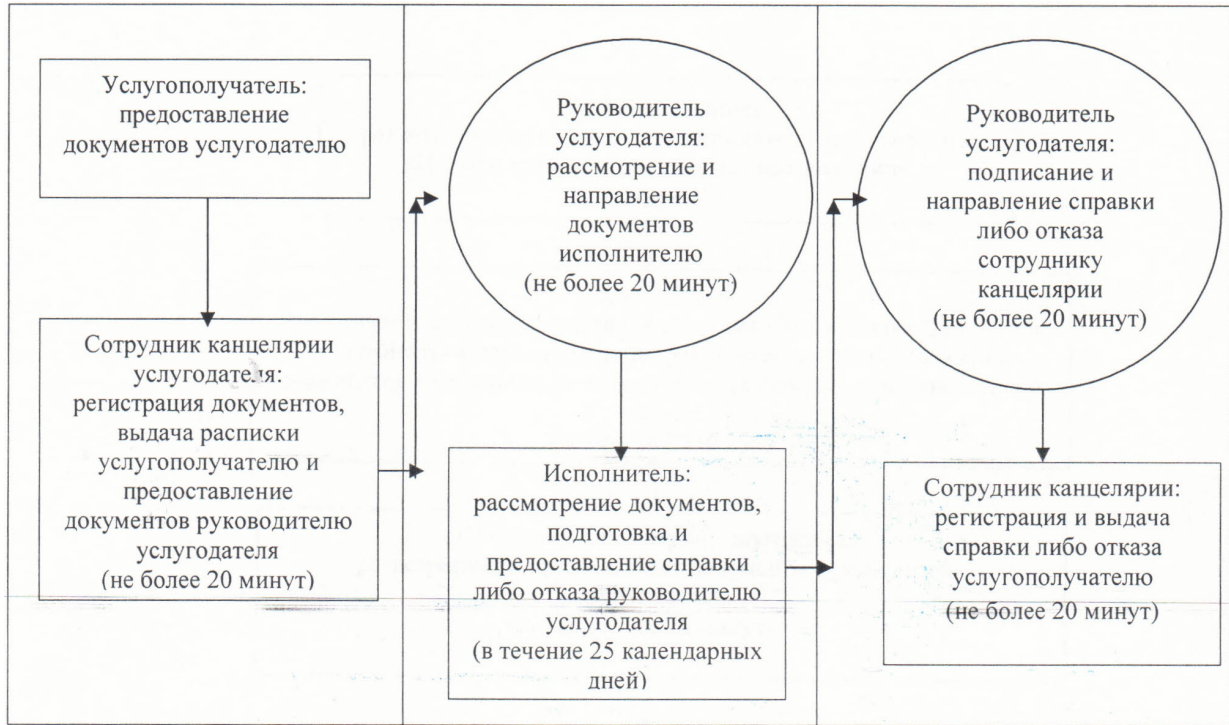 Услугополучатель:
предоставление
документов услугодателю
Сотрудник канцелярии
услугодателя:
регистрация документов,
выдача расписки
услугополучателю и
предоставление
документов руководителю
услугодателя
(не более 20 минут)
Руководитель
услугодателя:
рассмотрение и
направление
документов
исполнителю
(не более 20 минут)
Исполнитель:
рассмотрение документов,
подготовка и
предоставление справки
либо отказа руководителю
услугодателя
(в течение 25 календарных
дней)
Руководитель
услугодателя:
подписание и
направление справки
либо отказа
сотруднику
канцелярии
(не более 20 минут)
Сотрудник канцелярии:
регистрация и выдача
справки либо отказа
услугополучателю
(не более 20 минут)